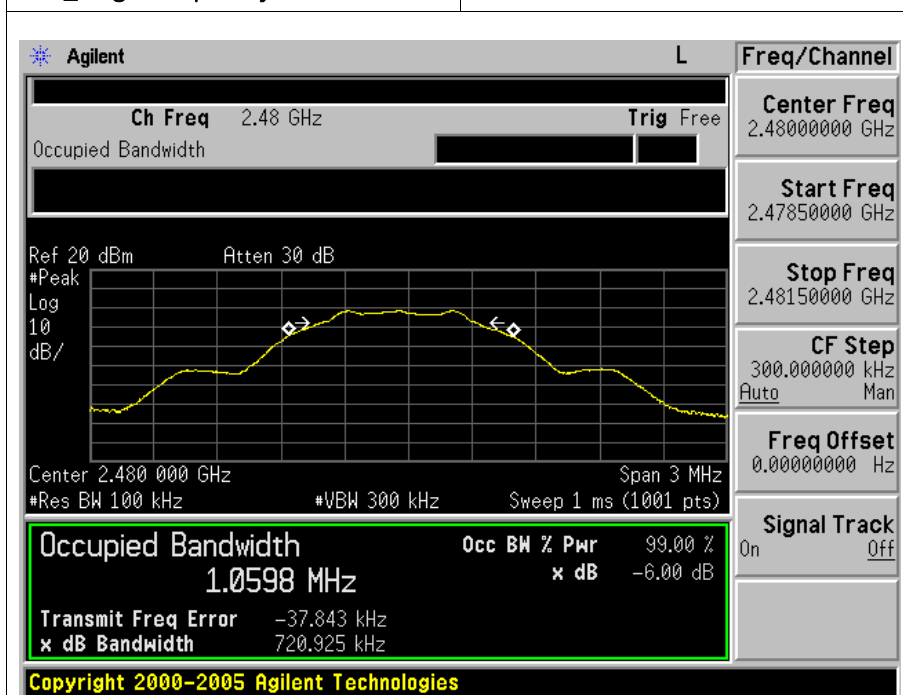 Agilent L
Ch Freq 2.48 GHz Trig Free
Occupied Bandwidth
Ref 20 dBm Atten 30 dB
#Peak
Log
10
dB/
Center 2.480 000 GHz Span 3 MHz
#Res BW 100 kHz #VBW 300 kHz Sweep 1 ms (1001 pts)
Occupied Bandwidth Occ BW % Pwr 99.00 %
1.0598 MHz x dB -6.00 dB
Transmit Freq Error -37.843 kHz
x dB Bandwidth 720.925 kHz
Copyright 2000-2005 Agilent Technologies
Freq/Channel
Center Freq
2.48000000 GHz
Start Freq
2.47850000 GHz
Stop Freq
2.48150000 GHz
CF Step
300.000000 kHz
Auto Man
Freq Offset
0.00000000 Hz
Signal Track
On Off